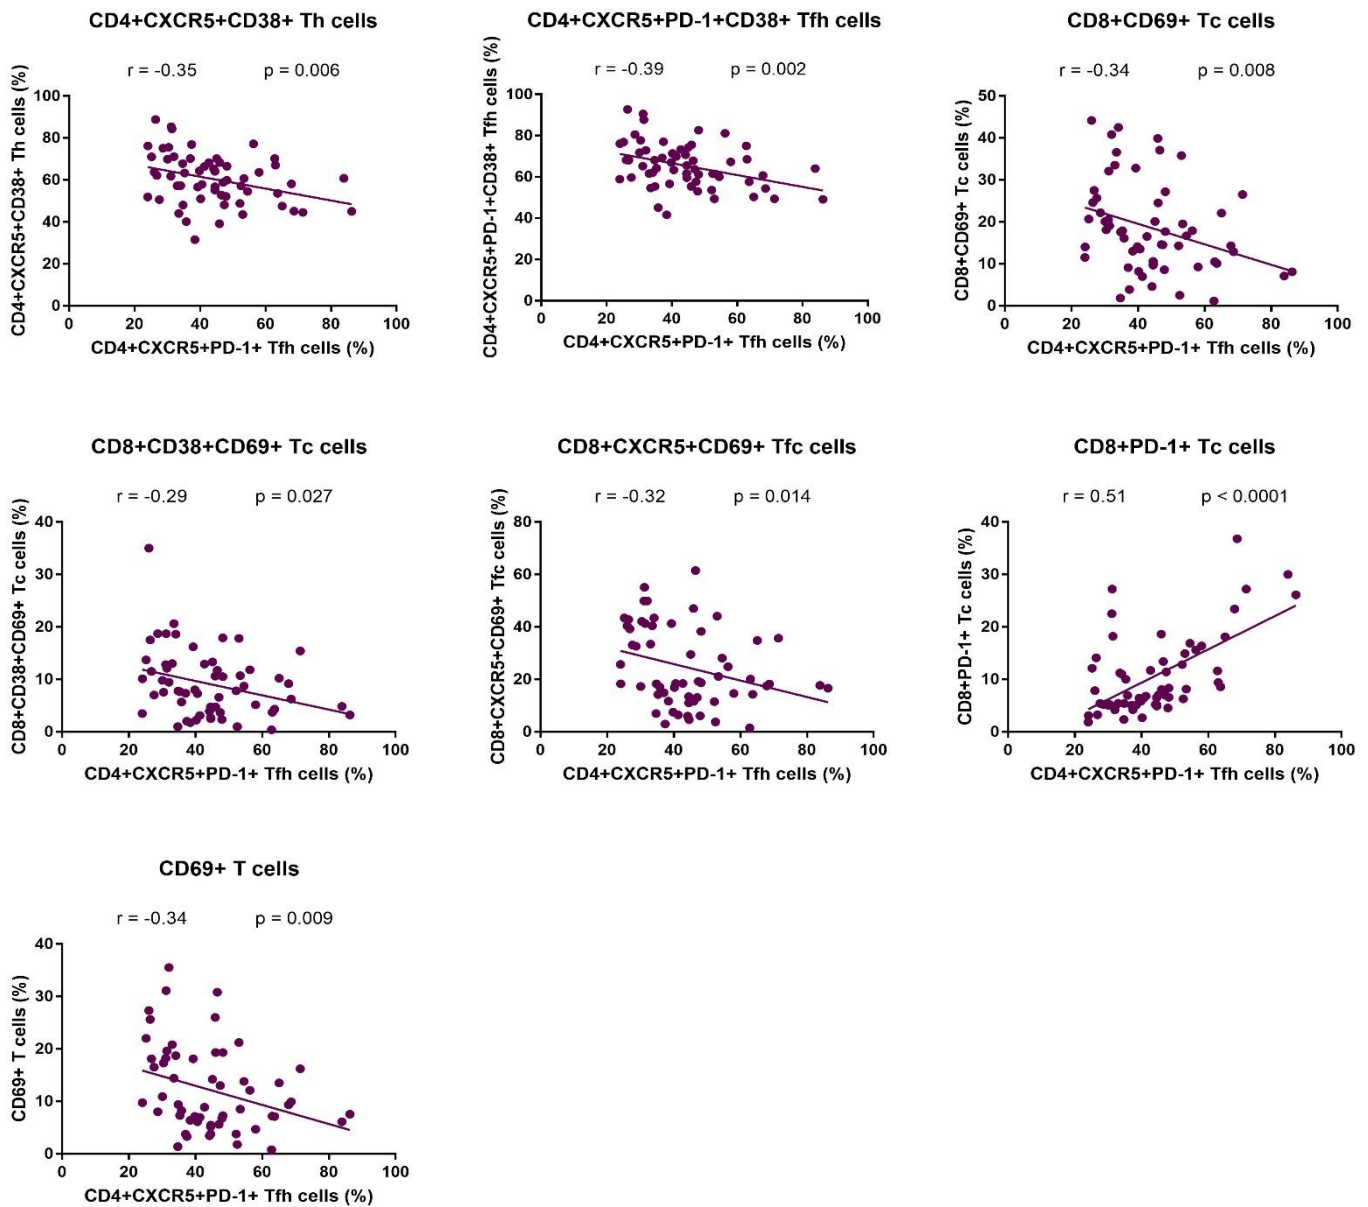 CD4+CXCR5+CD38+ Th cells
r = -0.35 p = 0.006
CD4+CXCR5+CD38+ Th cells (%)
100
80
60
40
20
0
0 20 40 60 80 100
CD4+CXCR5+PD-1+ Tfh cells (%)
CD4+CXCR5+PD-1+CD38+ Tfh cells
r = -0.39 p = 0.002
CD4+CXCR5+PD-1+CD38+ Tfh cells (%)
100
80
60
40
20
0
0 20 40 60 80 100
CD4+CXCR5+PD-1+ Tfh cells (%)
CD8+CD69+ Tc cells
r = -0.34 p = 0.008
CD8+CD69+ Tc cells (%)
50
40
30
20
10
0
0 20 40 60 80 100
CD4+CXCR5+PD-1+ Tfh cells (%)
CD8+CD38+CD69+ Tc cells
r = -0.29 p = 0.027
CD8+CD38+CD69+ Tc cells (%)
40
30
20
10
0
0 20 40 60 80 100
CD4+CXCR5+PD-1+ Tfh cells (%)
CD8+CXCR5+CD69+ Tfc cells
r = -0.32 p = 0.014
CD8+CXCR5+CD69+ Tfc cells (%)
80
60
40
20
0
0 20 40 60 80 100
CD4+CXCR5+PD-1+ Tfh cells (%)
CD8+PD-1+ Tc cells
r = 0.51 p < 0.0001
CD8+PD-1+ Tc cells (%)
40
30
20
10
0
0 20 40 60 80 100
CD4+CXCR5+PD-1+ Tfh cells (%)
CD69+ T cells
r = -0.34 p = 0.009
CD69+ T cells (%)
40
30
20
10
0
0 20 40 60 80 100
CD4+CXCR5+PD-1+ Tfh cells (%)